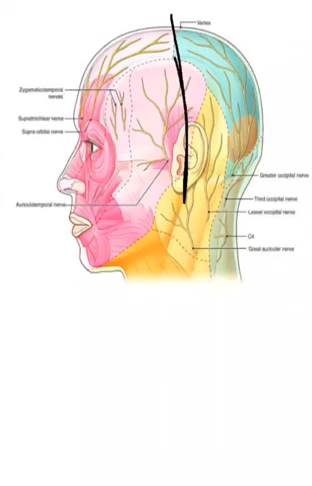 Vertex
Zygomaticotemporal
nerves
Supratrochlear nerve
Supra-orbital nerve
Auriculotemporal nerve
Greater occipital nerve
Third occipital nerve
Lesser occipital nerve
C4
Great auricular nerve